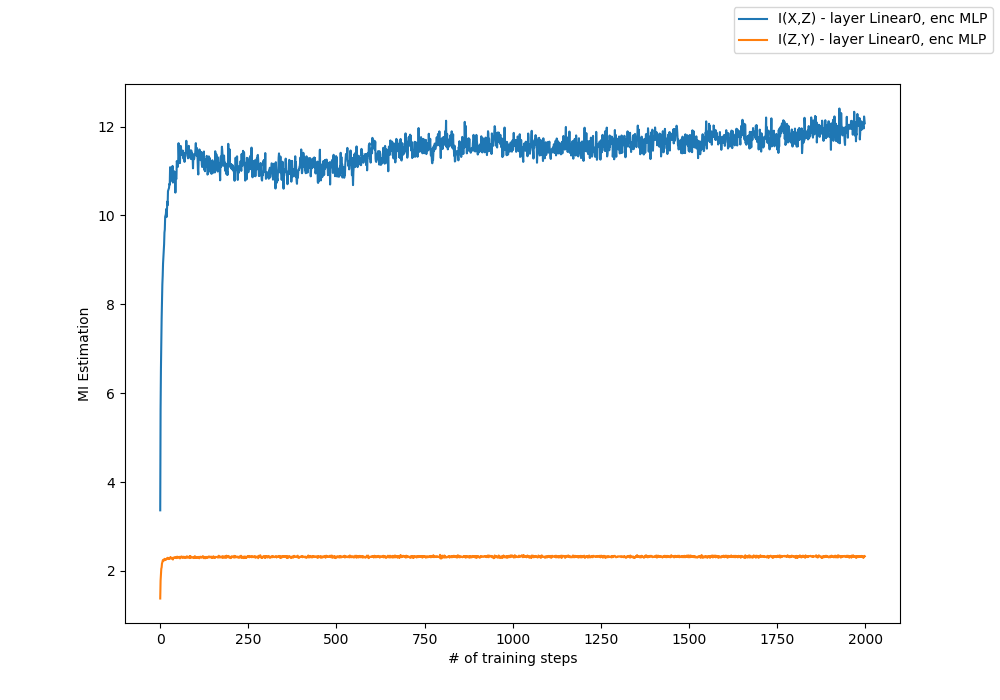 I(X,Z) - layer Linear0, enc MLP
I(Z,Y) - layer Linear0, enc MLP
12
10
8
6
4
2
MI Estimation
0 250 500 750 1000 1250 1500 1750 2000
# of training steps